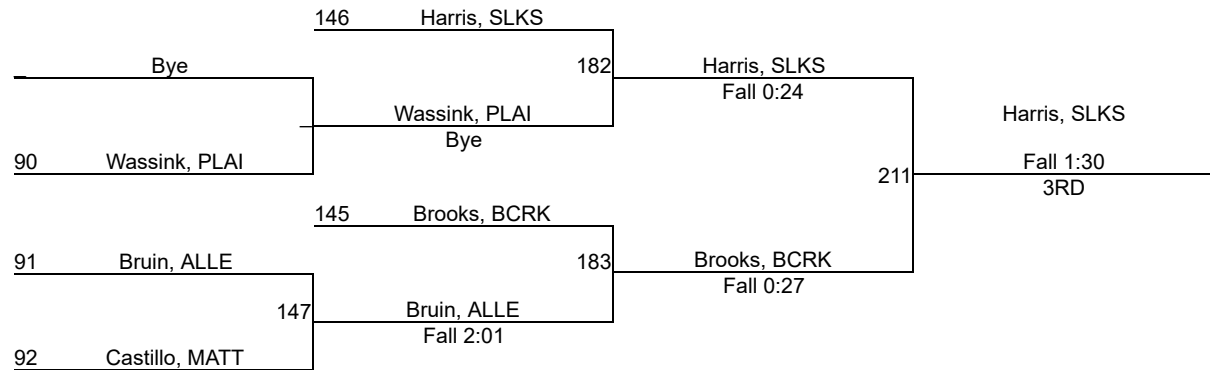 146 Harris, SLKS
Bye
182 Harris, SLKS
Fall 0:24
Wassink, PLAI
Bye
Harris, SLKS
90 Wassink, PLAI
211 Fall 1:30
3RD
145 Brooks, BCRK
91 Bruin, ALLE
183 Brooks, BCRK
Fall 0:27
147 Bruin, ALLE
Fall 2:01
92 Castillo, MATT